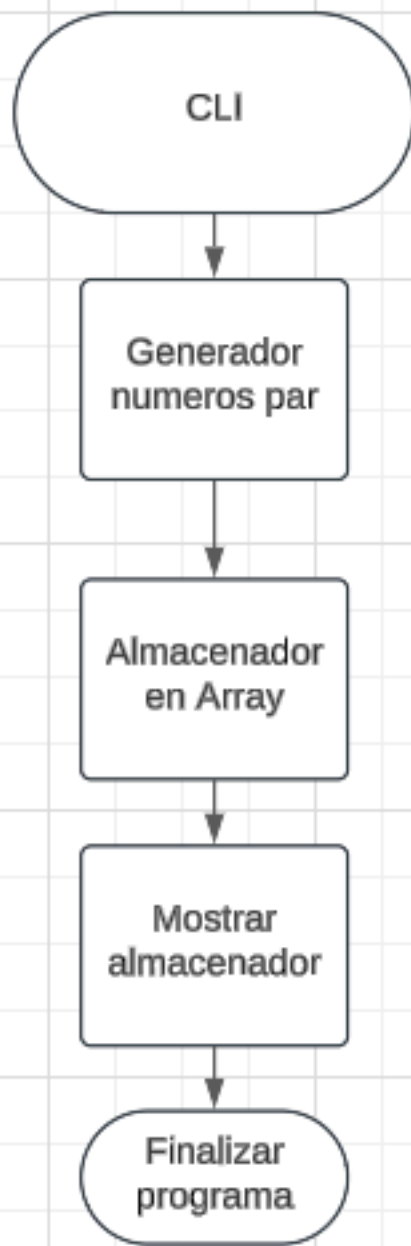 CLI
Generador
numeros par
Almacenador
en Array
Mostrar
almacenador
Finalizar
programa